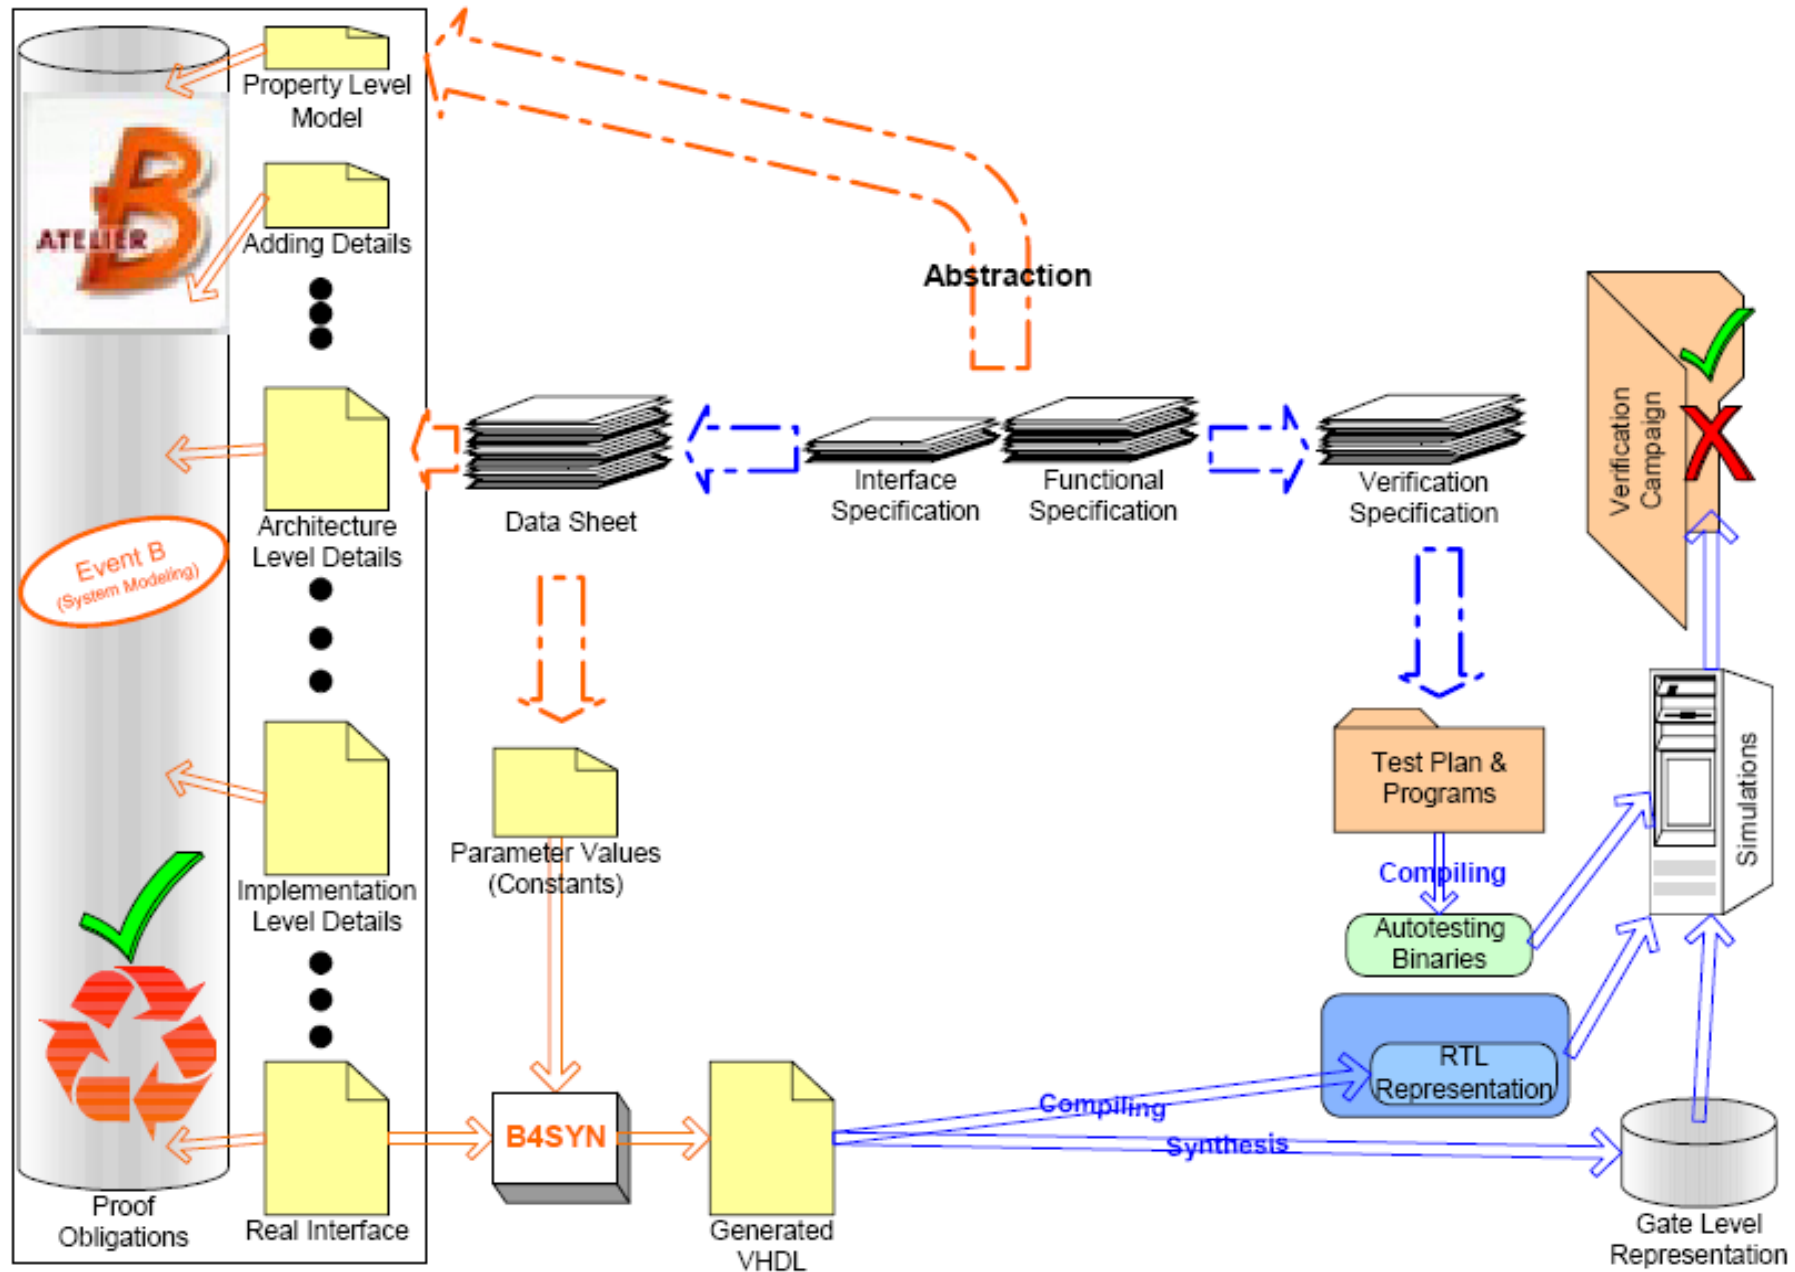 Property Level
Model
ATELIER
B
Adding Details
Abstraction
Architecture
Level Details
Event B
(System Modeling)
Data Sheet
Interface
Specification
Functional
Specification
Verification
Specification
Verification
Campaign
Implementation
Level Details
Parameter Values
(Constants)
Test Plan &
Programs
Compiling
Autotesting
Binaries
Simulations
RTL
Representation
Compiling
Synthesis
B4SYN
Proof
Obligations
Real Interface
Generated
VHDL
Gate Level
Representation